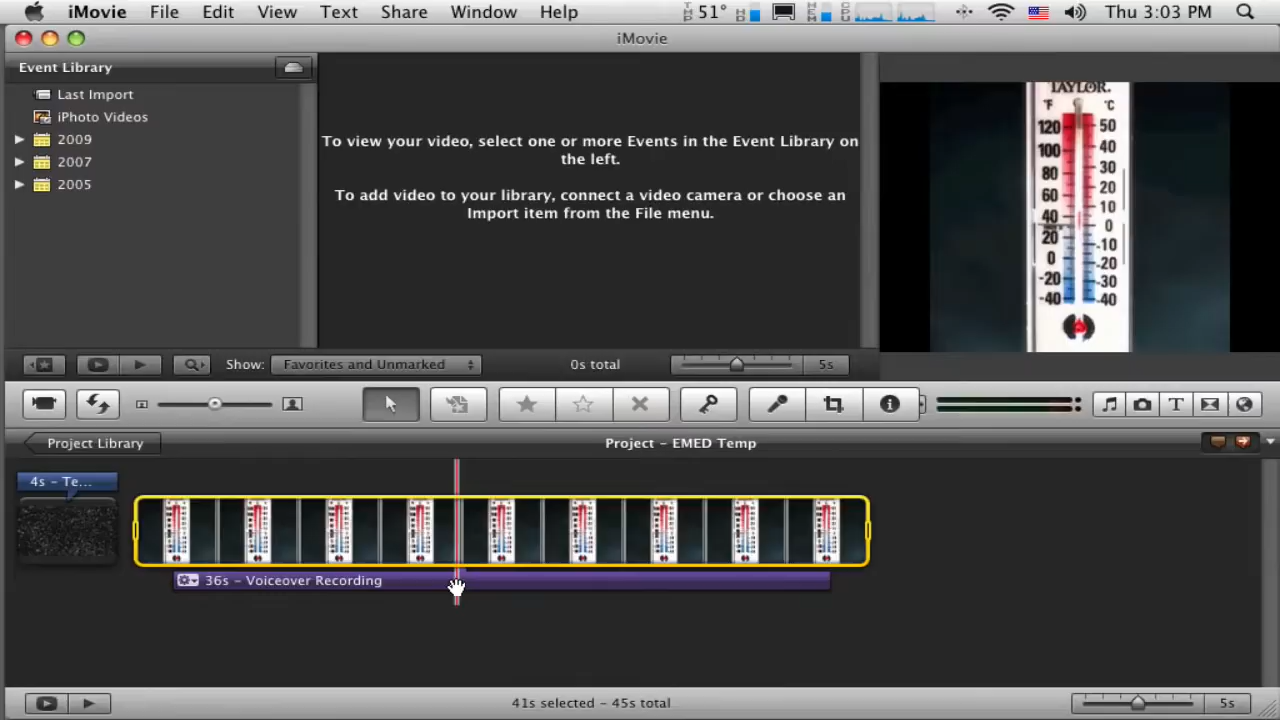 iMovie File Edit View Text Share Window Help 51° Thu 3:03 PM
iMovie
Event Library
Last Import
iPhoto Videos
2009
2007
2005
To view your video, select one or more Events in the Event Library on
the left.
To add video to your library, connect a video camera or choose an
Import item from the File menu.
TAYLOR.
°F °C
120 50
100 40
80 30
60 20
40 10
20 0
0 -10
-20 -20
-40 -30
-40
Show: Favorites and Unmarked 0s total 5s
Project Library Project - EMED Temp
4s - Te...
36s - Voiceover Recording
41s selected - 45s total 5s